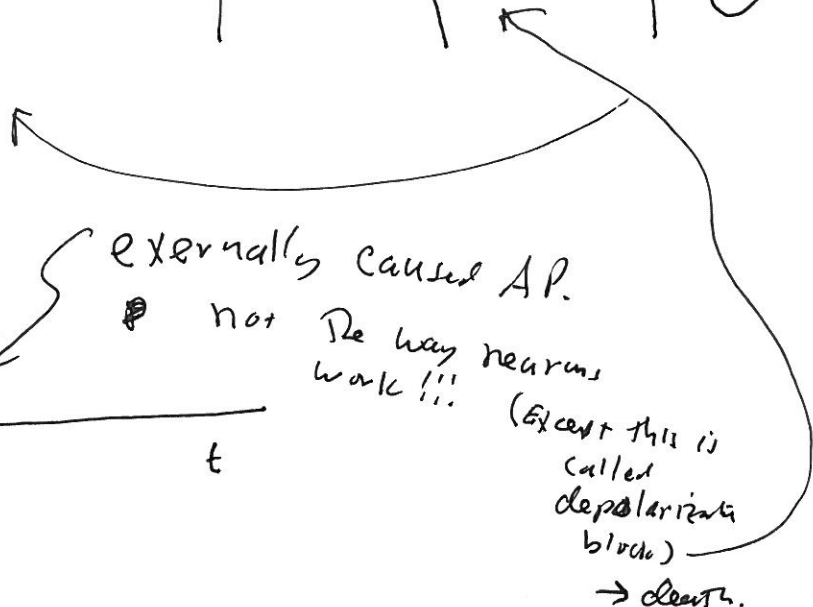 exernally caused AP.
not The way neurons
work!!!
(Except this is
called
depolarization
block)
→ death.
t